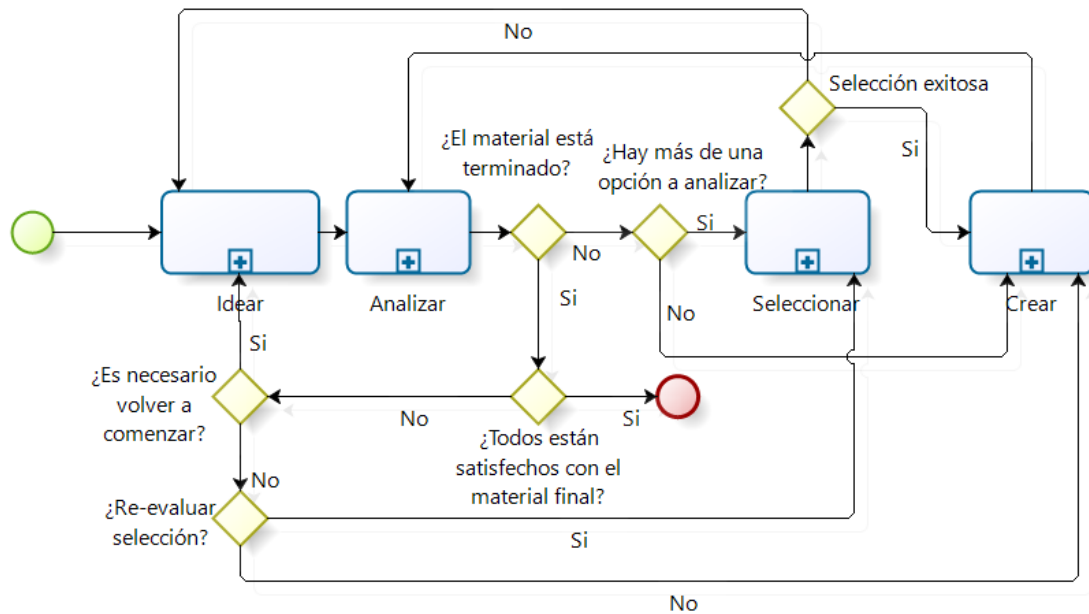 No
Selección exitosa
¿El material está
terminado?
¿Hay más de una
opción a analizar?
Si
Si
No
Idear
Analizar
Seleccionar
Crear
Si
No
Si
¿Es necesario
volver a
comenzar?
No
Si
¿Todos están
satisfechos con el
material final?
No
¿Re-evaluar
selección?
Si
No